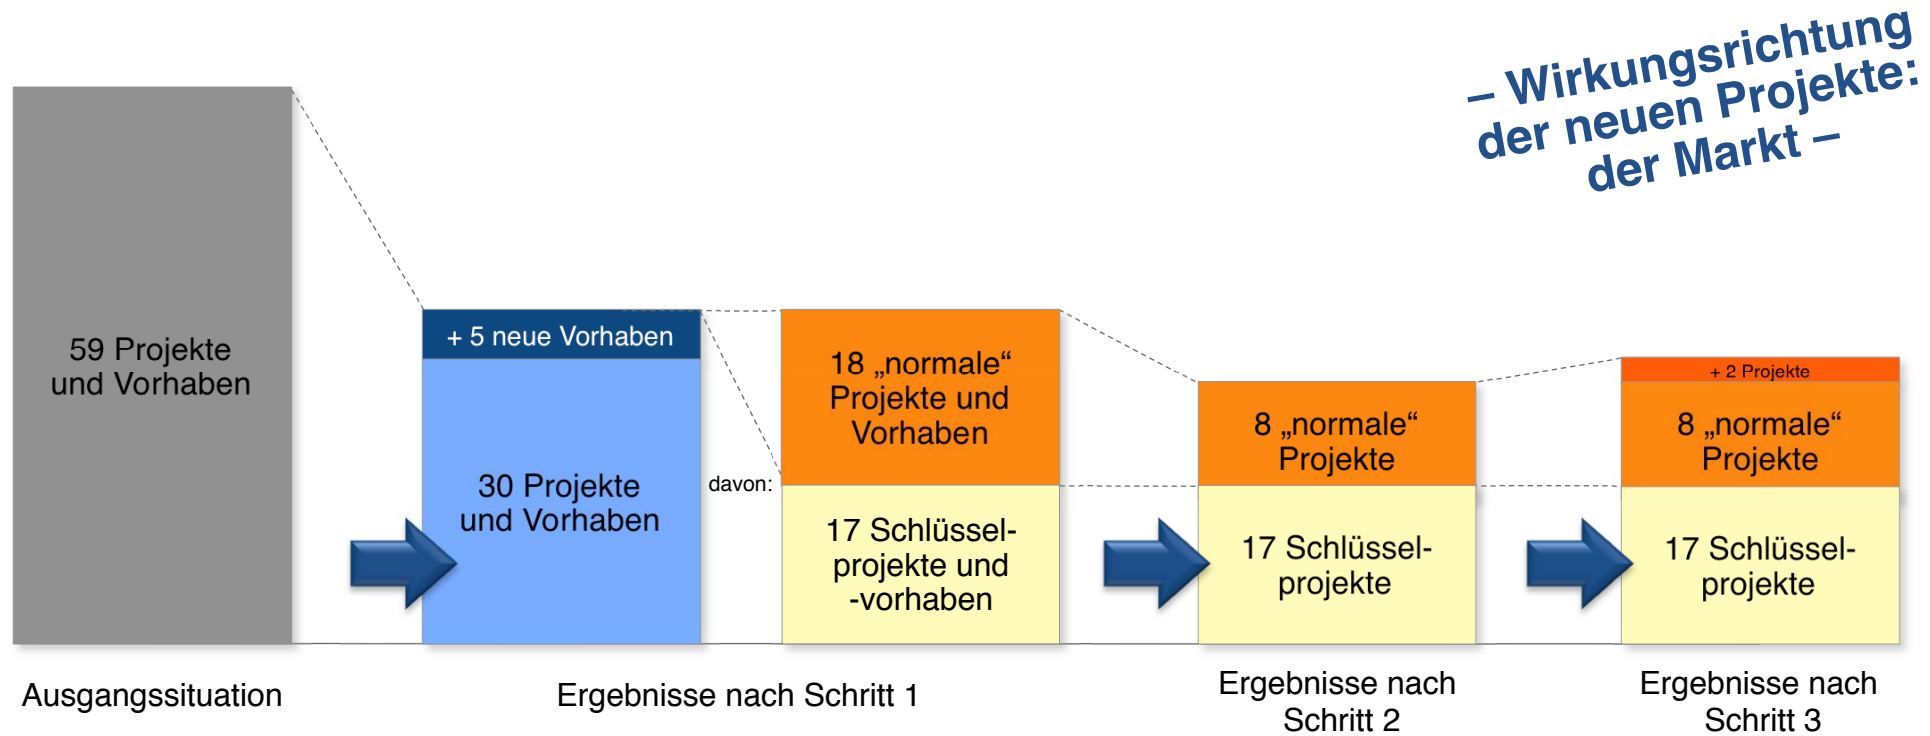 – Wirkungsrichtung
der neuen Projekte:
der Markt –
59 Projekte
und Vorhaben
+ 5 neue Vorhaben
30 Projekte
und Vorhaben
davon:
18 „normale“
Projekte und
Vorhaben
17 Schlüssel-
projekte und
-vorhaben
8 „normale“
Projekte
17 Schlüssel-
projekte
+ 2 Projekte
8 „normale“
Projekte
17 Schlüssel-
projekte
Ausgangssituation
Ergebnisse nach Schritt 1
Ergebnisse nach
Schritt 2
Ergebnisse nach
Schritt 3